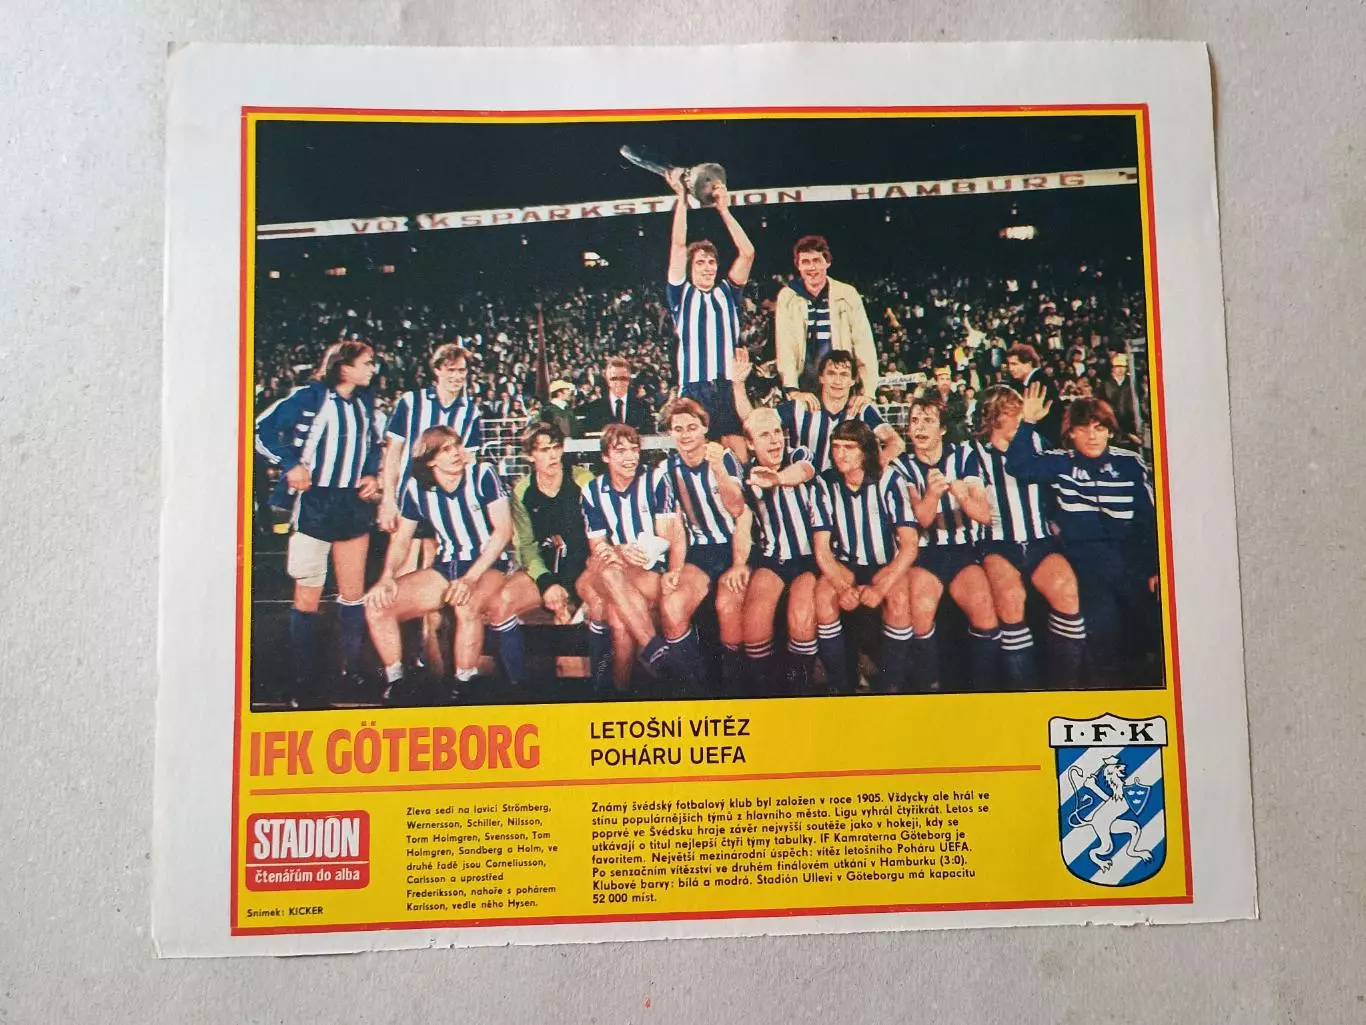 VOLKSPARKSTADION HAMBURG
IFK GÖTEBORG
LETOŠNÍ VÍTĚZ
POHÁRU UEFA
I·F·K
STADIÓN
čtenářům do alba
Snímek: KICKER
Zleva sedí na lavici Strömberg,
Wernersson, Schiller, Nilsson,
Torm Holmgren, Svensson, Tom
Holmgren, Sandberg a Holm, ve
druhé řadě jsou Corneliusson,
Carlsson a uprostřed
Frederiksson, nahoře s pohárem
Karlsson, vedle něho Hysen.
Známý švédský fotbalový klub byl založen v roce 1905. Vždycky ale hrál ve
stínu populárnějších týmů z hlavního města. Ligu vyhrál čtyřikrát. Letos se
poprvé ve Švédsku hraje závěr nejvyšší soutěže jako v hokeji, kdy se
utkávají o titul nejlepší čtyři týmy tabulky. IF Kamraterna Göteborg je
favoritem. Největší mezinárodní úspěch: vítěz letošního Poháru UEFA.
Po senzačním vítězství ve druhém finálovém utkání v Hamburku (3:0).
Klubové barvy: bílá a modrá. Stadión Ullevi v Göteborgu má kapacitu
52 000 míst.